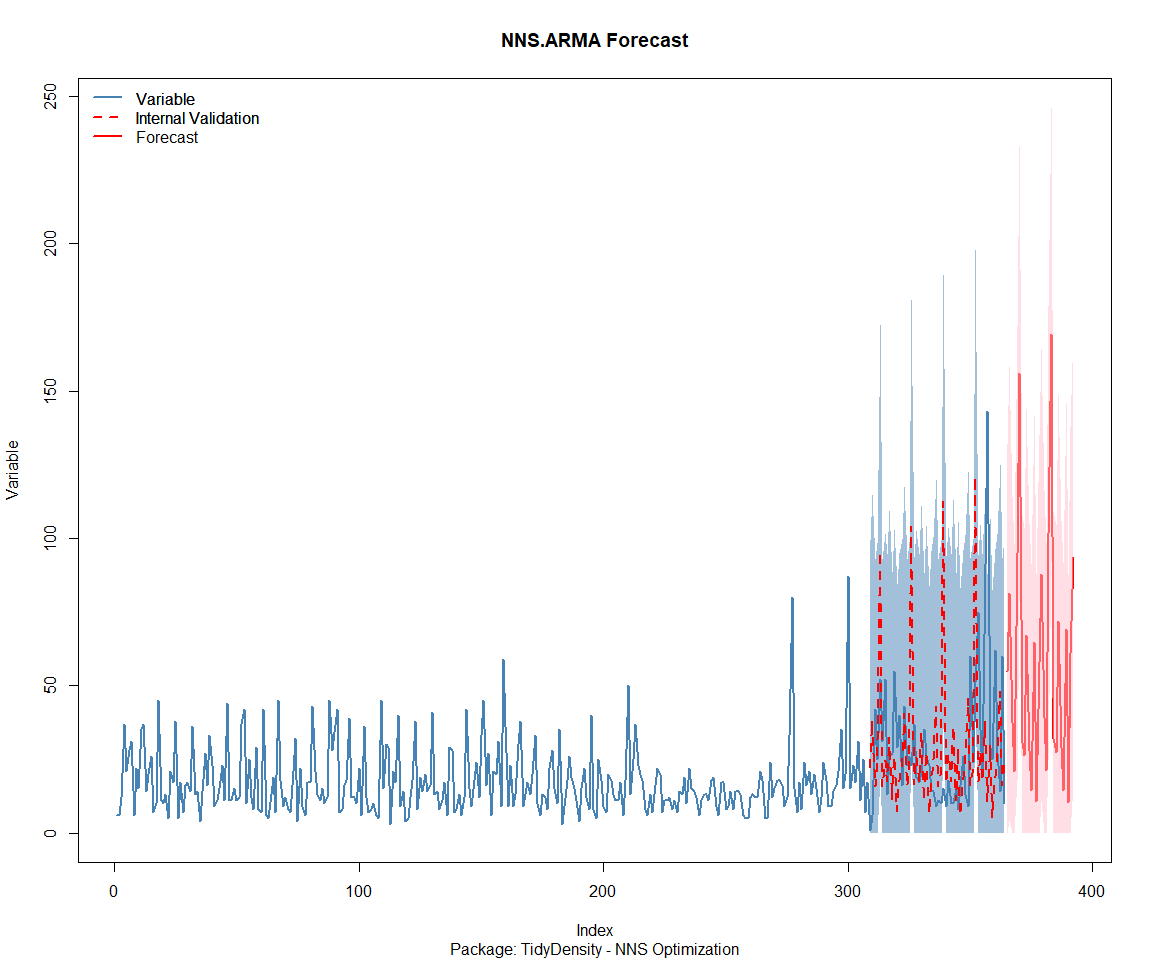 NNS.ARMA Forecast
Variable
Internal Validation
Forecast
250
200
150
100
50
0
Variable
0
100
200
300
400
Index
Package: TidyDensity - NNS Optimization